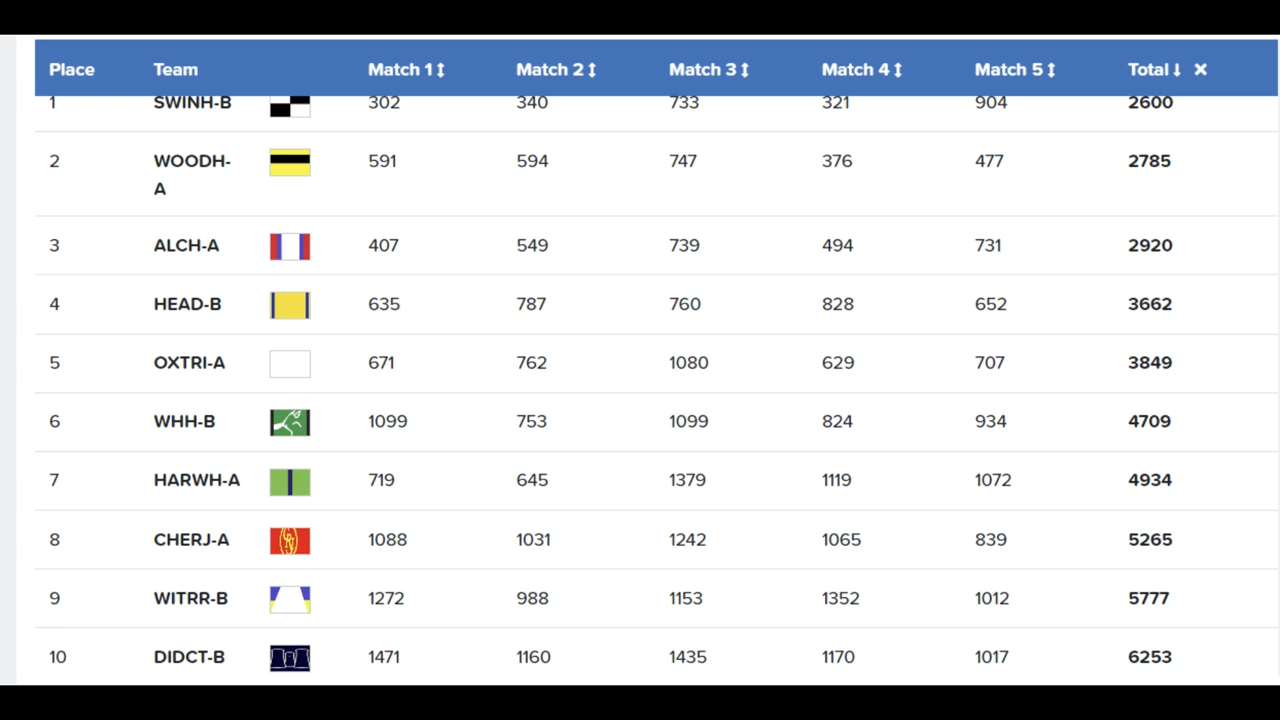 Place Team Match 1 Match 2 Match 3 Match 4 Match 5 Total
1 SWINH-B 302 340 733 321 904 2600
2 WOODH- 591 594 747 376 477 2785
A
3 ALCH-A 407 549 739 494 731 2920
4 HEAD-B 635 787 760 828 652 3662
5 OXTRI-A 671 762 1080 629 707 3849
6 WHH-B 1099 753 1099 824 934 4709
7 HARWH-A 719 645 1379 1119 1072 4934
8 CHERJ-A 1088 1031 1242 1065 839 5265
9 WITRR-B 1272 988 1153 1352 1012 5777
10 DIDCT-B 1471 1160 1435 1170 1017 6253